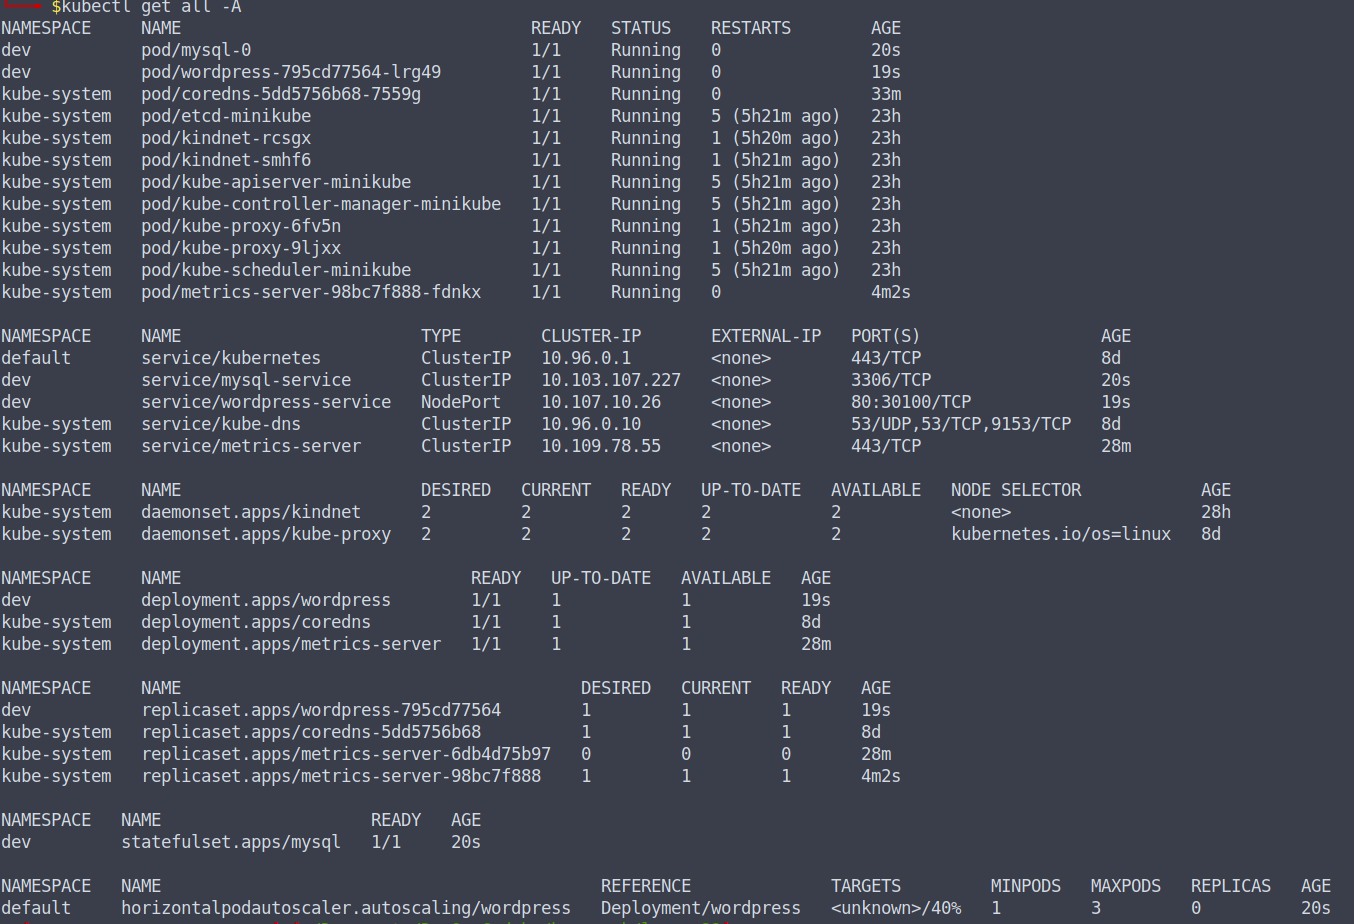 $kubectl get all -A
NAMESPACE     NAME                                   READY   STATUS    RESTARTS        AGE
dev           pod/mysql-0                            1/1     Running   0               20s
dev           pod/wordpress-795cd77564-lrg49         1/1     Running   0               19s
kube-system   pod/coredns-5dd5756b68-7559g           1/1     Running   0               33m
kube-system   pod/etcd-minikube                      1/1     Running   5 (5h21m ago)   23h
kube-system   pod/kindnet-rcsgx                      1/1     Running   1 (5h20m ago)   23h
kube-system   pod/kindnet-smhf6                      1/1     Running   1 (5h21m ago)   23h
kube-system   pod/kube-apiserver-minikube            1/1     Running   5 (5h21m ago)   23h
kube-system   pod/kube-controller-manager-minikube   1/1     Running   5 (5h21m ago)   23h
kube-system   pod/kube-proxy-6fv5n                   1/1     Running   1 (5h21m ago)   23h
kube-system   pod/kube-proxy-9ljxx                   1/1     Running   1 (5h20m ago)   23h
kube-system   pod/kube-scheduler-minikube            1/1     Running   5 (5h21m ago)   23h
kube-system   pod/metrics-server-98bc7f888-fdnkx     1/1     Running   0               4m2s
NAMESPACE     NAME                        TYPE        CLUSTER-IP       EXTERNAL-IP   PORT(S)                  AGE
default       service/kubernetes          ClusterIP   10.96.0.1        <none>        443/TCP                  8d
dev           service/mysql-service       ClusterIP   10.103.107.227   <none>        3306/TCP                 20s
dev           service/wordpress-service   NodePort    10.107.10.26     <none>        80:30100/TCP             19s
kube-system   service/kube-dns            ClusterIP   10.96.0.10       <none>        53/UDP,53/TCP,9153/TCP   8d
kube-system   service/metrics-server      ClusterIP   10.109.78.55     <none>        443/TCP                  28m
NAMESPACE     NAME                        DESIRED   CURRENT   READY   UP-TO-DATE   AVAILABLE   NODE SELECTOR            AGE
kube-system   daemonset.apps/kindnet      2         2         2       2            2           <none>                   28h
kube-system   daemonset.apps/kube-proxy   2         2         2       2            2           kubernetes.io/os=linux   8d
NAMESPACE     NAME                             READY   UP-TO-DATE   AVAILABLE   AGE
dev           deployment.apps/wordpress        1/1     1            1           19s
kube-system   deployment.apps/coredns          1/1     1            1           8d
kube-system   deployment.apps/metrics-server   1/1     1            1           28m
NAMESPACE     NAME                                        DESIRED   CURRENT   READY   AGE
dev           replicaset.apps/wordpress-795cd77564        1         1         1       19s
kube-system   replicaset.apps/coredns-5dd5756b68          1         1         1       8d
kube-system   replicaset.apps/metrics-server-6db4d75b97   0         0         0       28m
kube-system   replicaset.apps/metrics-server-98bc7f888    1         1         1       4m2s
NAMESPACE   NAME                     READY   AGE
dev         statefulset.apps/mysql   1/1     20s
NAMESPACE   NAME                                            REFERENCE              TARGETS         MINPODS   MAXPODS   REPLICAS   AGE
default     horizontalpodautoscaler.autoscaling/wordpress   Deployment/wordpress   <unknown>/40%   1         3         0          20s